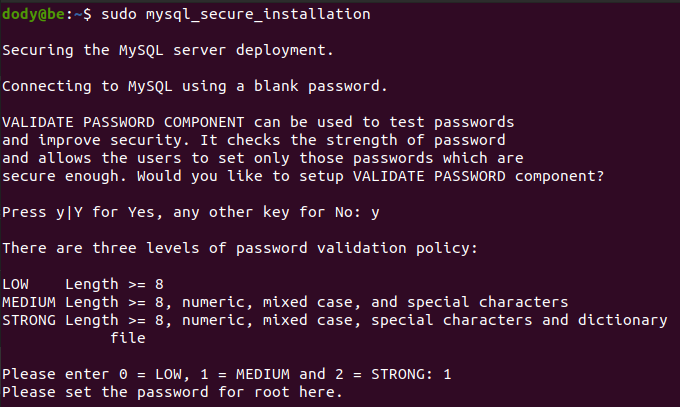 dody@be:~$ sudo mysql_secure_installation
Securing the MySQL server deployment.
Connecting to MySQL using a blank password.
VALIDATE PASSWORD COMPONENT can be used to test passwords
and improve security. It checks the strength of password
and allows the users to set only those passwords which are
secure enough. Would you like to setup VALIDATE PASSWORD component?
Press y|Y for Yes, any other key for No: y
There are three levels of password validation policy:
LOW    Length >= 8
MEDIUM Length >= 8, numeric, mixed case, and special characters
STRONG Length >= 8, numeric, mixed case, special characters and dictionary
file
Please enter 0 = LOW, 1 = MEDIUM and 2 = STRONG: 1
Please set the password for root here.